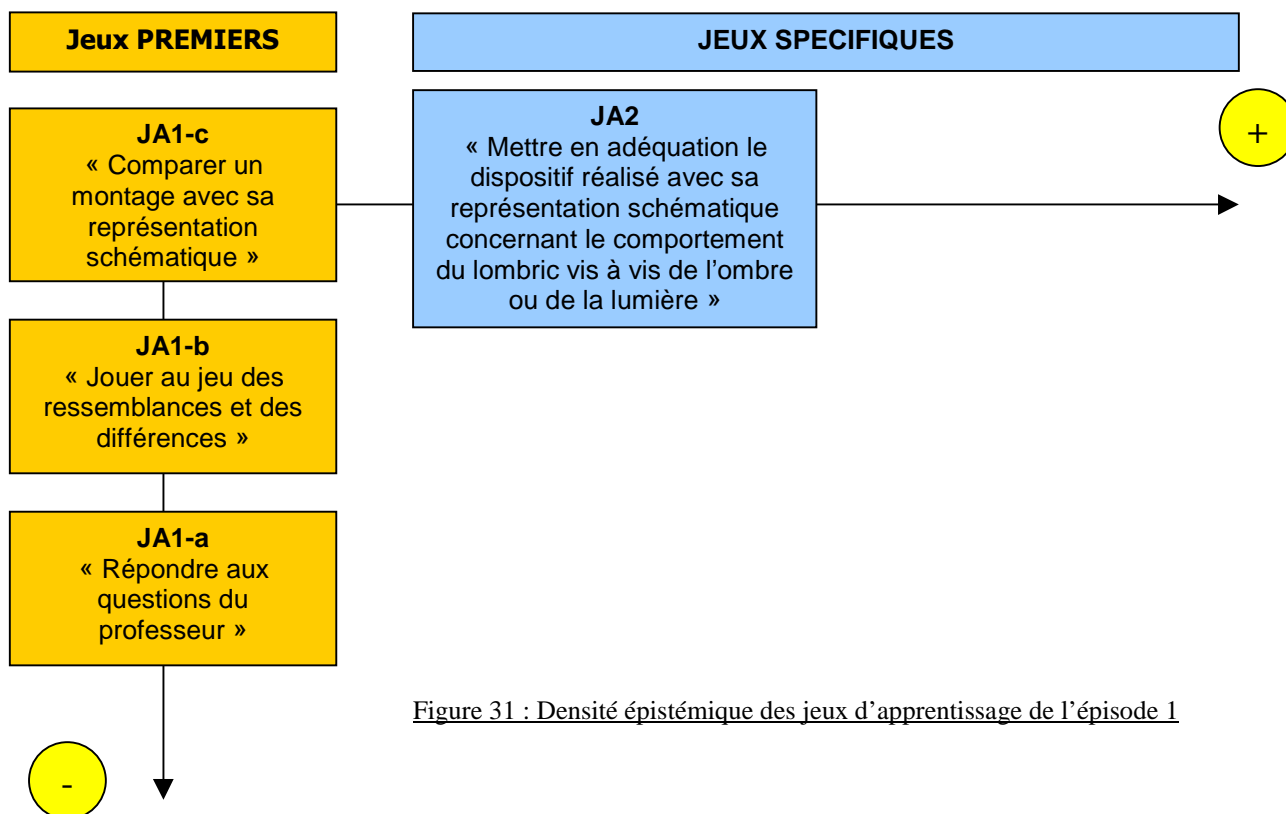 Jeux PREMIERS
JEUX SPECIFIQUES
JA1-c
« Comparer un
montage avec sa
représentation
schématique »
JA2
« Mettre en adéquation le
dispositif réalisé avec sa
représentation schématique
concernant le comportement
du lombric vis à vis de l’ombre
ou de la lumière »
+
JA1-b
« Jouer au jeu des
ressemblances et des
différences »
JA1-a
« Répondre aux
questions du
professeur »
Figure 31 : Densité épistémique des jeux d’apprentissage de l’épisode 1
-